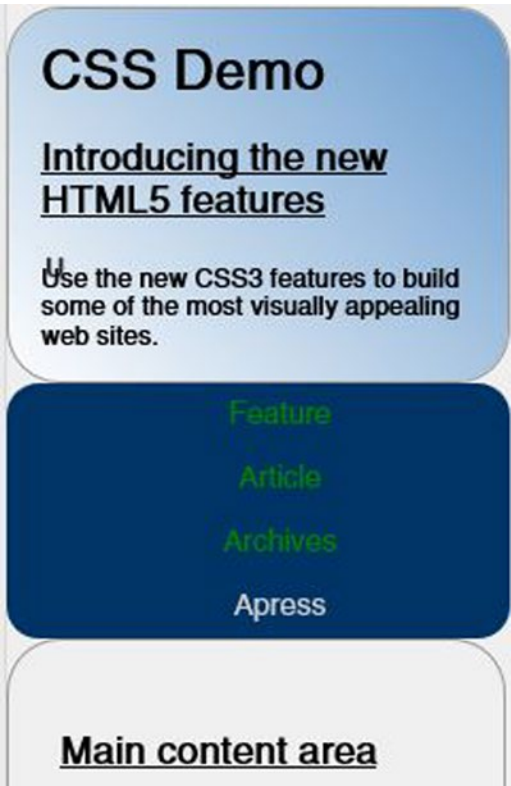 CSS Demo
Introducing the new
HTML5 features
Use the new CSS3 features to build
some of the most visually appealing
web sites.
Feature
Article
Archives
Apress
Main content area